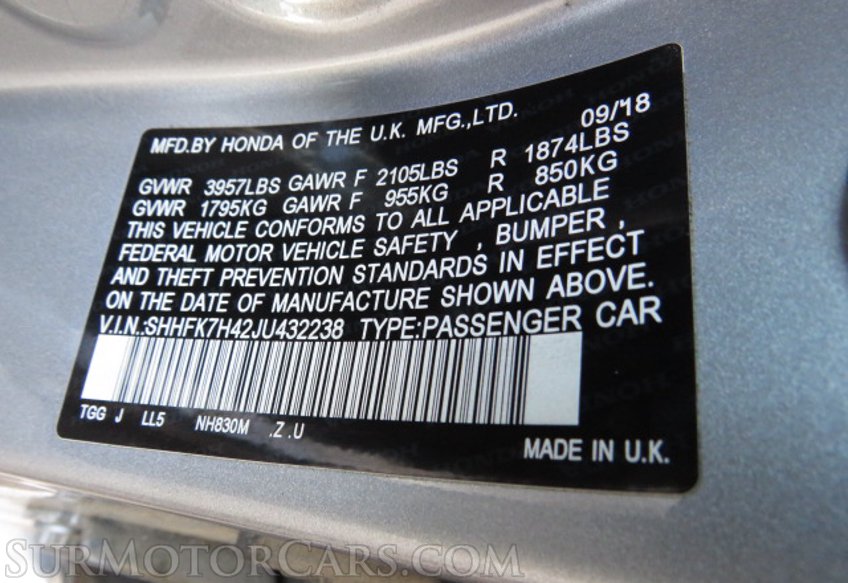 MFD.BY HONDA OF THE U.K. MFG.,LTD. 09/18
GVWR 3957LBS GAWR F 2105LBS R 1874LBS
GVWR 1795KG GAWR F 955KG R 850KG
THIS VEHICLE CONFORMS TO ALL APPLICABLE
FEDERAL MOTOR VEHICLE SAFETY , BUMPER ,
AND THEFT PREVENTION STANDARDS IN EFFECT
ON THE DATE OF MANUFACTURE SHOWN ABOVE.
V.I.N.:SHHFK7H42JU432238 TYPE:PASSENGER CAR
TGG J LL5 NH830M .Z .U
MADE IN U.K.
SurMotorCars.com